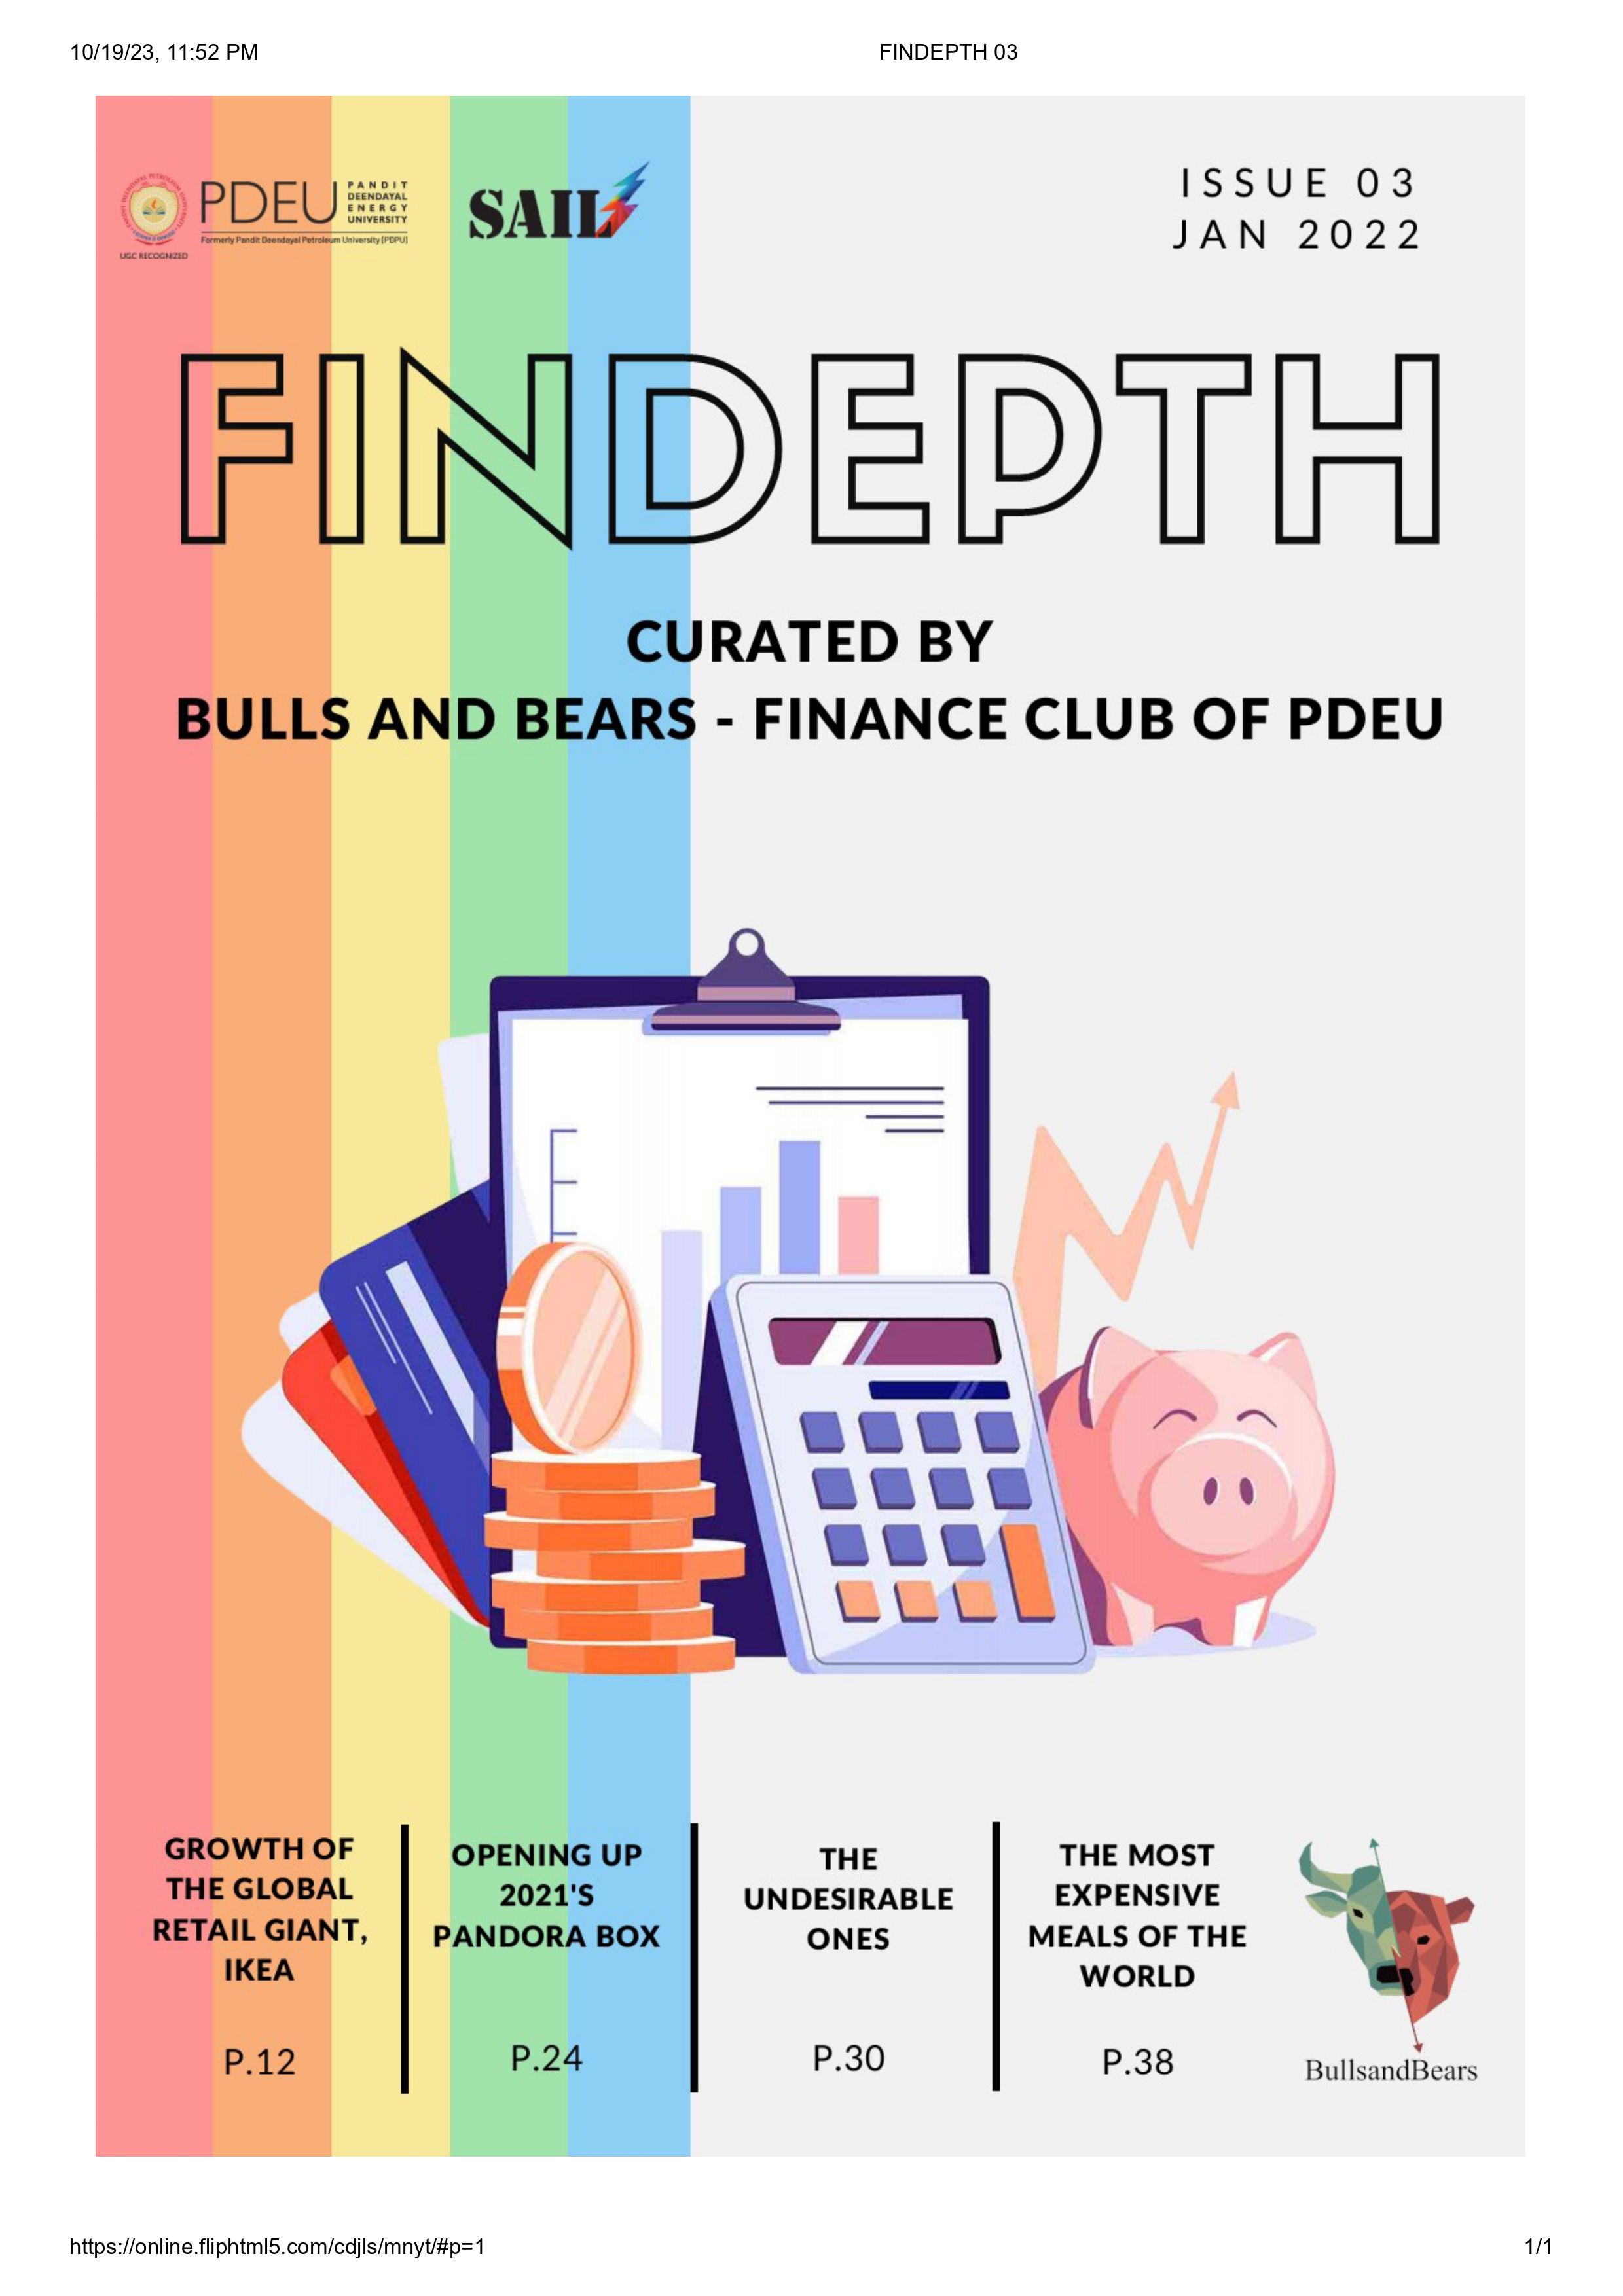 10/19/23, 11:52 PM
FINDEPTH 03
PDEU
PANDIT
DEENDAYAL
ENERGY
UNIVERSITY
Formerly Pandit Deendayal Petroleum University (PDPU)
UGC RECOGNIZED
SAIL
ISSUE 03
JAN 2022
FINDEPTH
CURATED BY
BULLS AND BEARS - FINANCE CLUB OF PDEU
GROWTH OF
THE GLOBAL
RETAIL GIANT,
IKEA
P.12
OPENING UP
2021'S
PANDORA BOX
P.24
THE
UNDESIRABLE
ONES
P.30
THE MOST
EXPENSIVE
MEALS OF THE
WORLD
P.38
BullsandBears
https://online.fliphtml5.com/cdjls/mnyt/#p=1
1/1